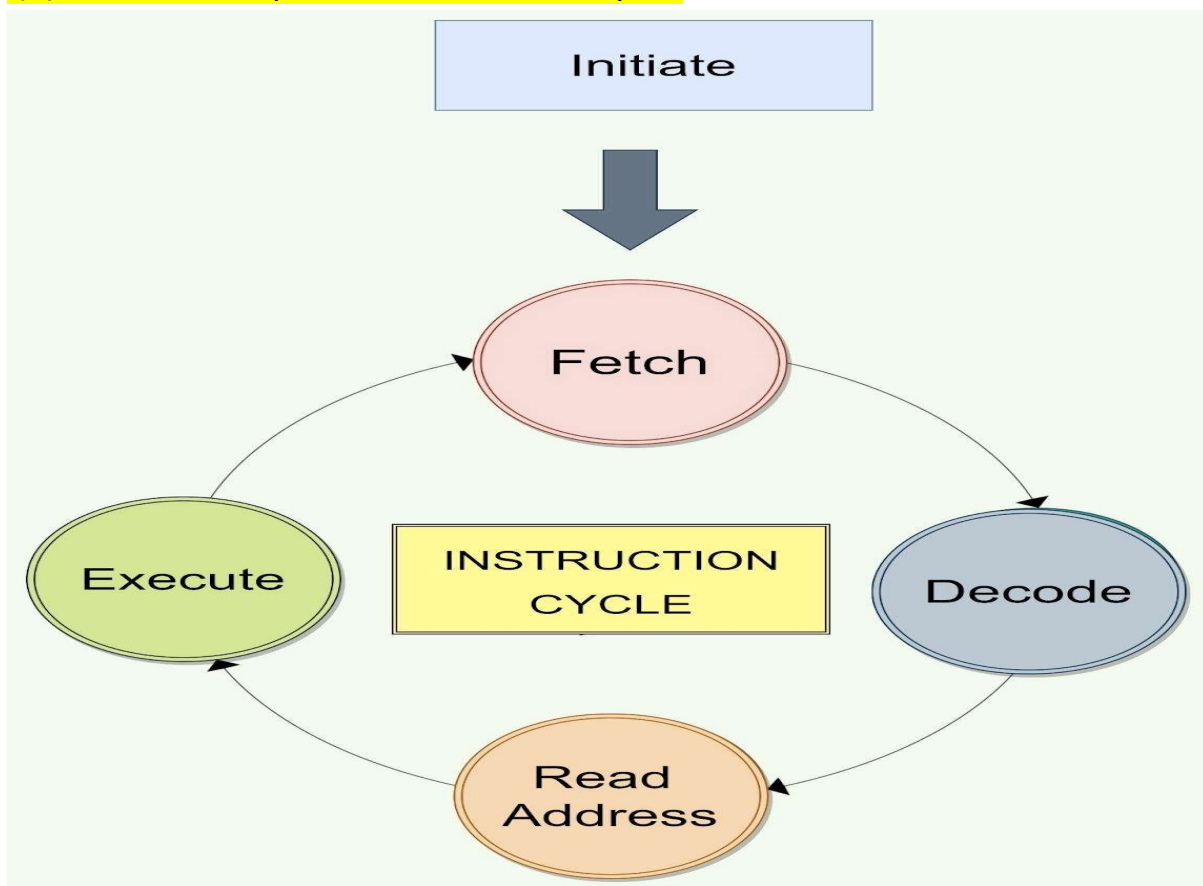 Initiate
Fetch
Execute
INSTRUCTION
CYCLE
Decode
Read
Address